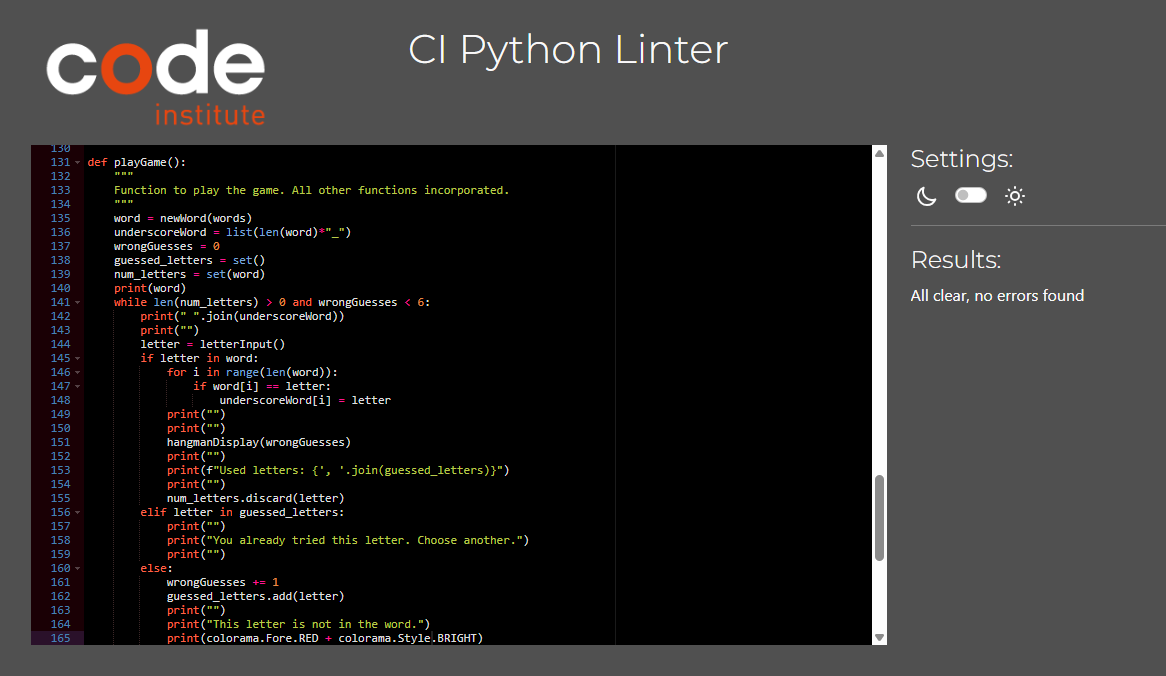 code
institute
CI Python Linter
130
131 def playGame():
132     """
133     Function to play the game. All other functions incorporated.
134     """
135     word = newWord(words)
136     underscoreWord = list(len(word)*"_")
137     wrongGuesses = 0
138     guessed_letters = set()
139     num_letters = set(word)
140     print(word)
141     while len(num_letters) > 0 and wrongGuesses < 6:
142         print(" ".join(underscoreWord))
143         print("")
144         letter = letterInput()
145         if letter in word:
146             for i in range(len(word)):
147                 if word[i] == letter:
148                     underscoreWord[i] = letter
149             print("")
150             print("")
151             hangmanDisplay(wrongGuesses)
152             print("")
153             print(f"Used letters: {', '.join(guessed_letters)}")
154             print("")
155             num_letters.discard(letter)
156         elif letter in guessed_letters:
157             print("")
158             print("You already tried this letter. Choose another.")
159             print("")
160         else:
161             wrongGuesses += 1
162             guessed_letters.add(letter)
163             print("")
164             print("This letter is not in the word.")
165             print(colorama.Fore.RED + colorama.Style.BRIGHT)
Settings:
Results:
All clear, no errors found